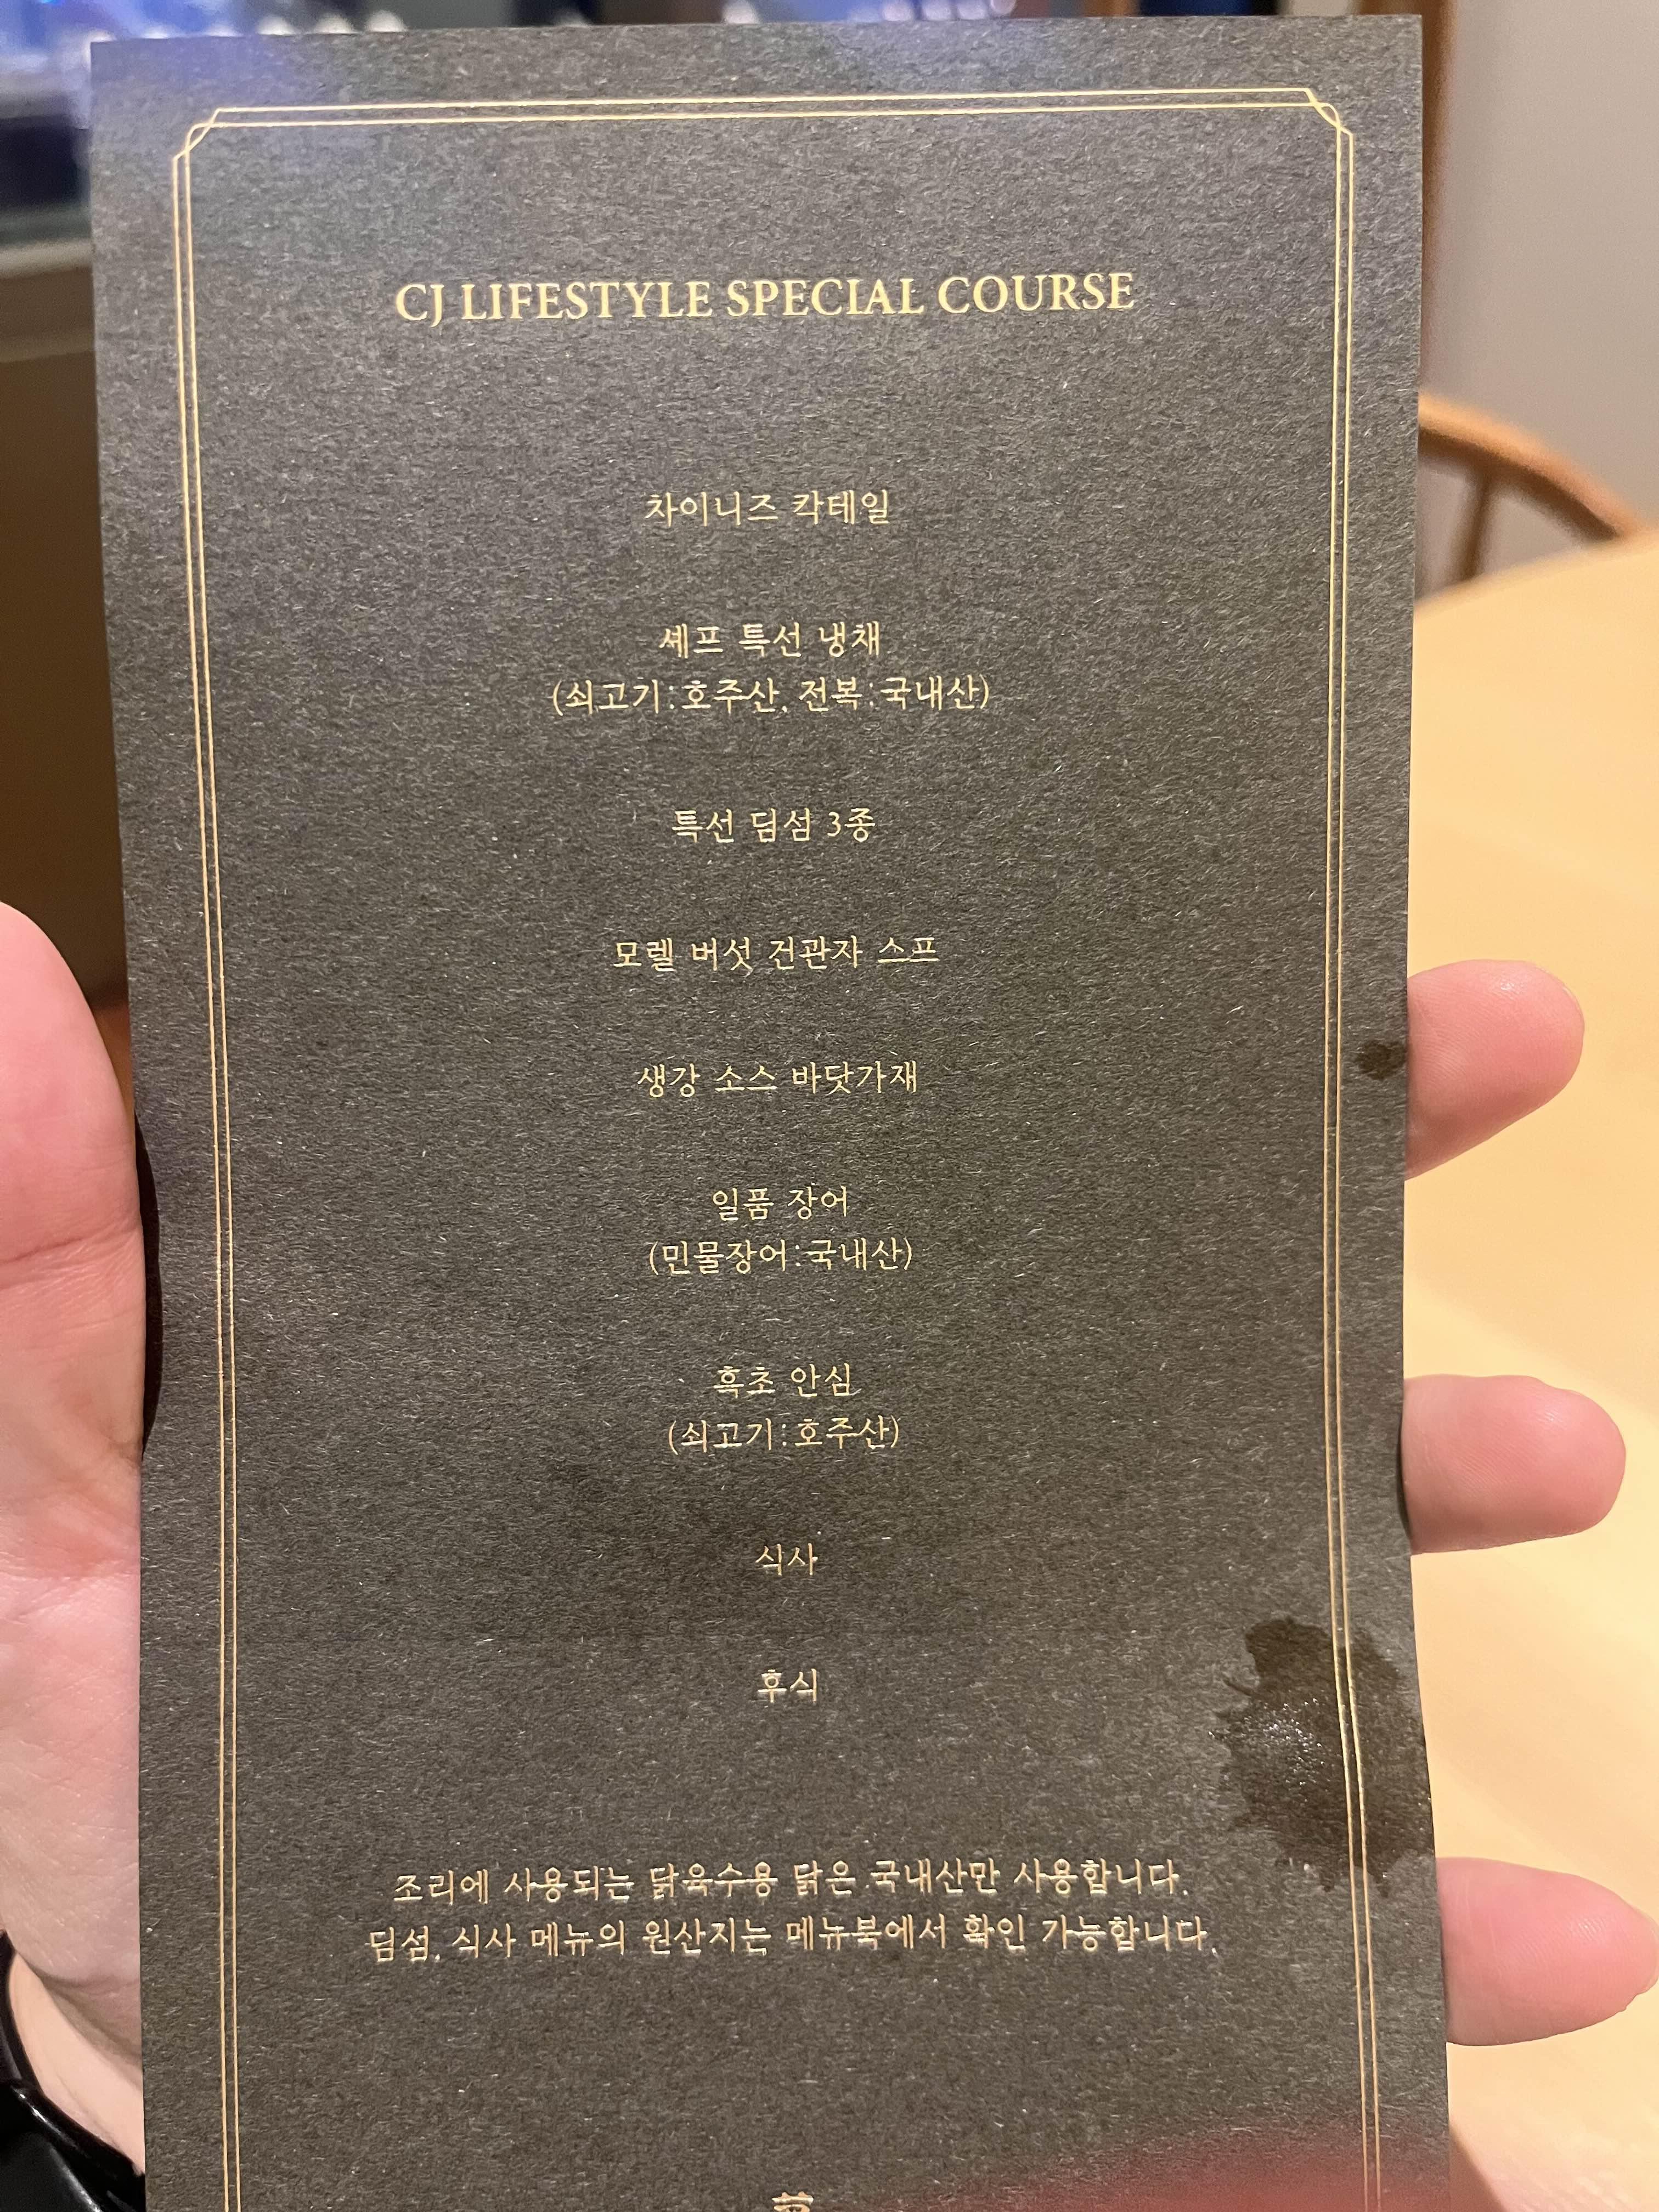 CJ LIFESTYLE SPECIAL COURSE
차이니즈 칵테일
셰프 특선 냉채
(쇠고기:호주산, 전복:국내산)
특선 딤섬 3종
모렐 버섯 건관자 스프
생강 소스 바닷가재
일품 장어
(민물장어:국내산)
흑초 안심
(쇠고기:호주산)
식사
후식
조리에 사용되는 닭육수용 닭은 국내산만 사용합니다.
딤섬, 식사 메뉴의 원산지는 메뉴북에서 확인 가능합니다.